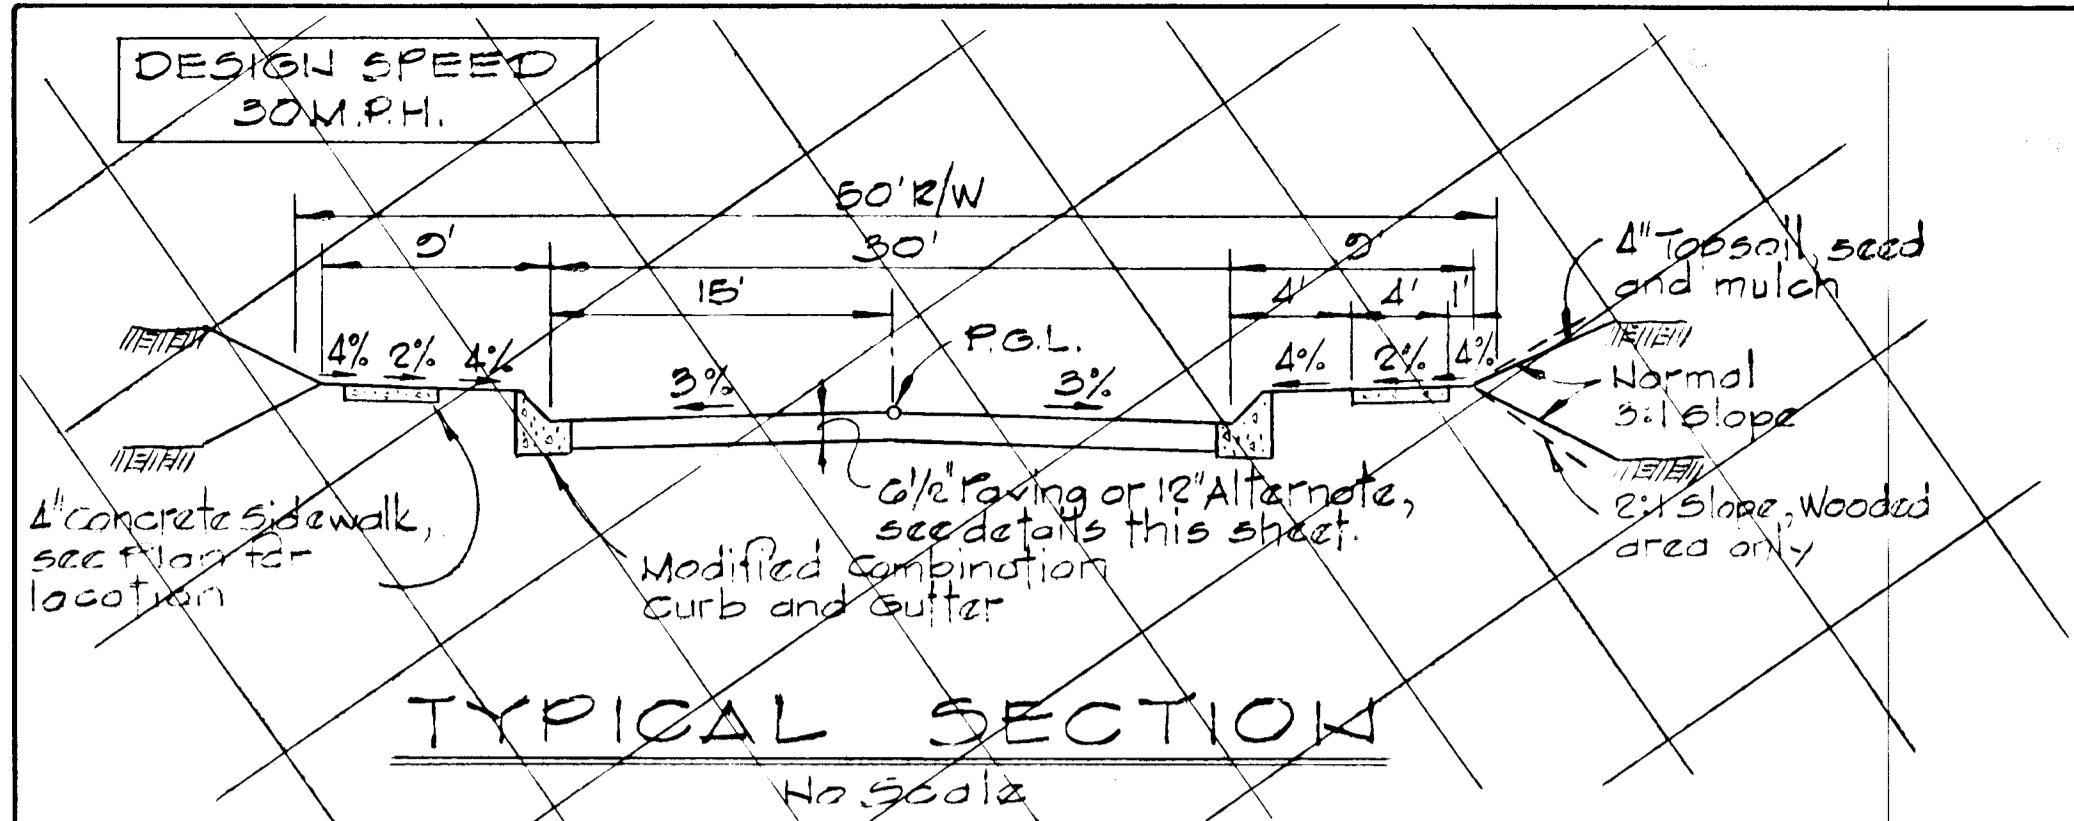 DESIGN SPEED
30 M.P.H.
50' R/W
9'
30'
9'
15'
4'
4'
1'
4" Topsoil, seed
and mulch
P.G.L.
4%
2%
4%
3%
3%
4%
2%
4%
Normal
3:1 Slope
6 1/2" Paving or 12" Alternate,
see details this sheet.
2:1 Slope, Wooded
area only
4" concrete sidewalk,
see Plan for
location
Modified Combination
Curb and Gutter
TYPICAL SECTION
No Scale